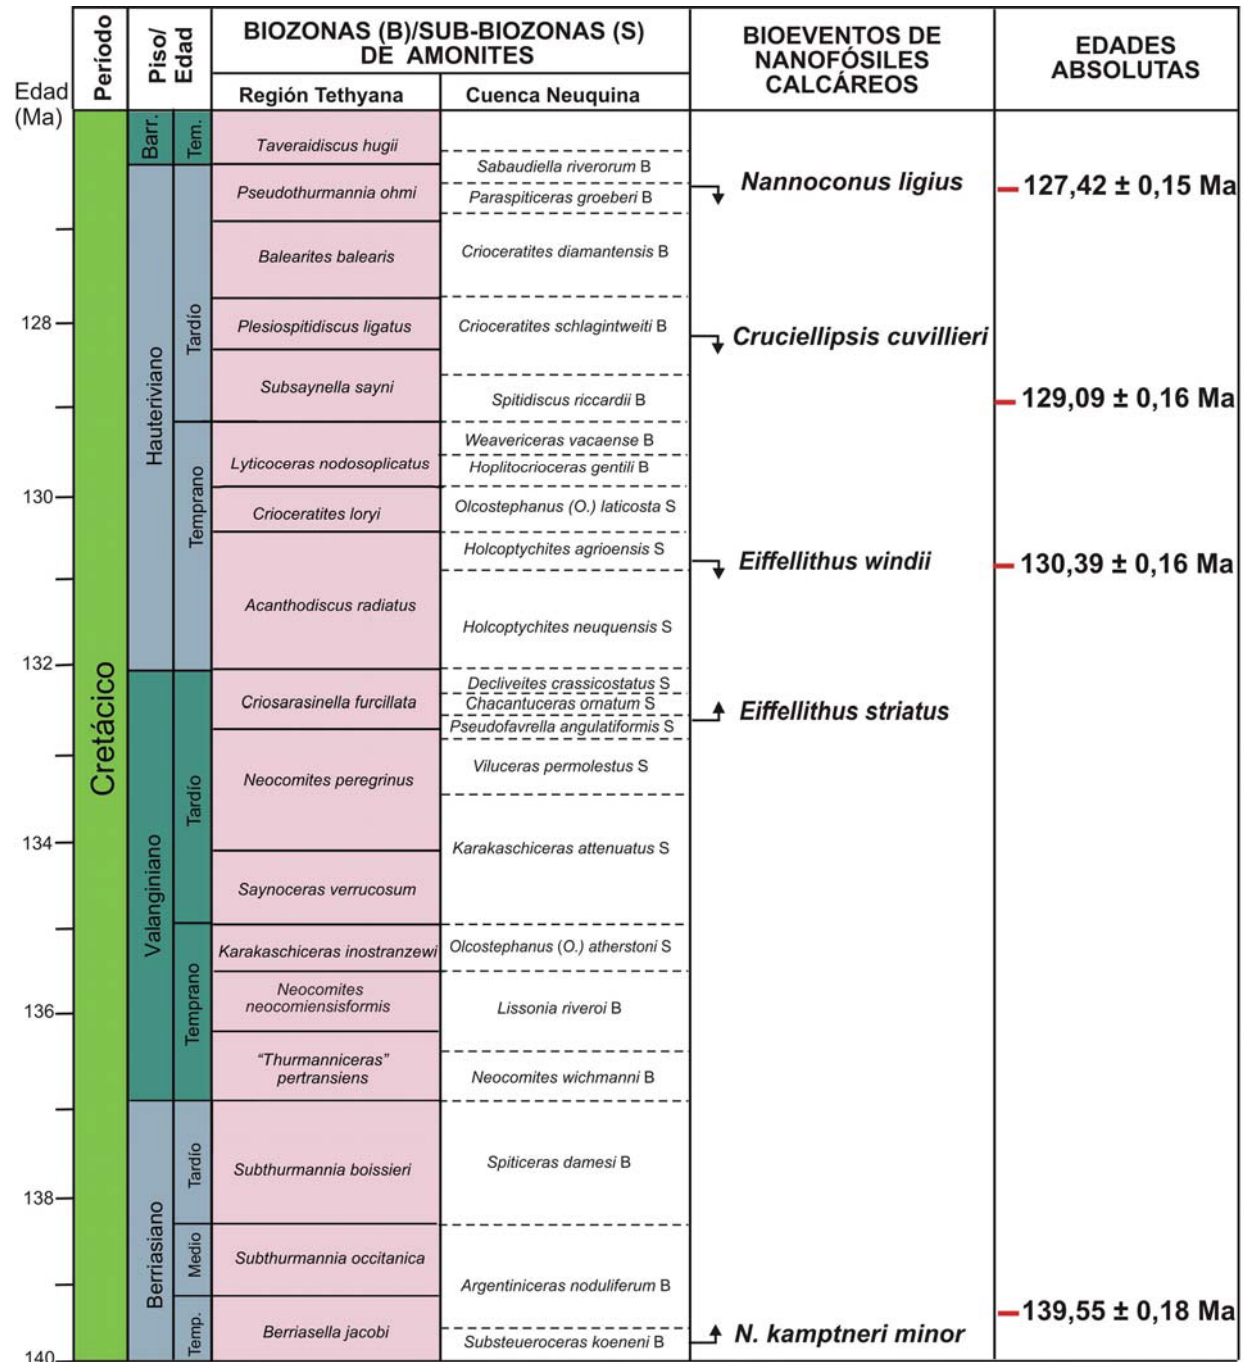 Edad
(Ma)
Período
Piso/
Edad
BIOZONAS (B)/SUB-BIOZONAS (S)
DE AMONITES
Región Tethyana
Cuenca Neuquina
BIOEVENTOS DE
NANOFÓSILES
CALCÁREOS
EDADES
ABSOLUTAS
128
130
132
134
136
138
140
Cretácico
Barr.
Hauteriviano
Valanginiano
Berriasiano
Tem.
Tardío
Temprano
Tardío
Temprano
Tardío
Medio
Temp.
Taveraidiscus hugii
Pseudothurmannia ohmi
Balearites balearis
Plesiospitidiscus ligatus
Subsaynella sayni
Lyticoceras nodosoplicatus
Crioceratites loryi
Acanthodiscus radiatus
Criosarasinella furcillata
Neocomites peregrinus
Saynoceras verrucosum
Karakaschiceras inostranzewi
Neocomites
neocomiensisformis
"Thurmanniceras"
pertransiens
Subthurmannia boissieri
Subthurmannia occitanica
Berriasella jacobi
Sabaudiella riverorum B
Paraspiticeras groeberi B
Crioceratites diamantensis B
Crioceratites schlagintweiti B
Spitidiscus riccardii B
Weavericeras vacaense B
Hoplitocrioceras gentili B
Olcostephanus (O.) laticosta S
Holcoptychites agrioensis S
Holcoptychites neuquensis S
Decliveites crassicostatus S
Chacantuceras ornatum S
Pseudofavrella angulatiformis S
Viluceras permolestus S
Karakaschiceras attenuatus S
Olcostephanus (O.) atherstoni S
Lissonia riveroi B
Neocomites wichmanni B
Spiticeras damesi B
Argentiniceras noduliferum B
Substeueroceras koeneni B
Nannoconus ligius
Cruciellipsis cuvillieri
Eiffellithus windii
Eiffellithus striatus
N. kamptneri minor
127,42 ± 0,15 Ma
129,09 ± 0,16 Ma
130,39 ± 0,16 Ma
139,55 ± 0,18 Ma